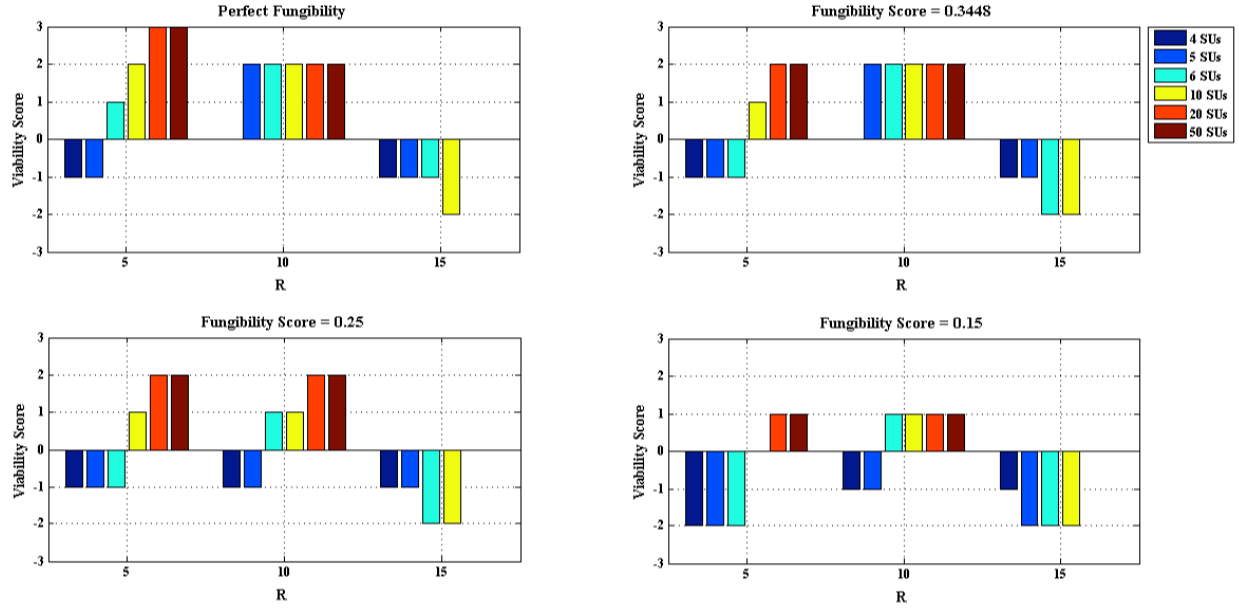 Perfect Fungibility
3
2
1
0
-1
-2
-3
Viability Score
5
10
15
R
Fungibility Score = 0.3448
3
2
1
0
-1
-2
-3
Viability Score
5
10
15
R
4 SUs
5 SUs
6 SUs
10 SUs
20 SUs
50 SUs
Fungibility Score = 0.25
3
2
1
0
-1
-2
-3
Viability Score
5
10
15
R
Fungibility Score = 0.15
3
2
1
0
-1
-2
-3
Viability Score
5
10
15
R